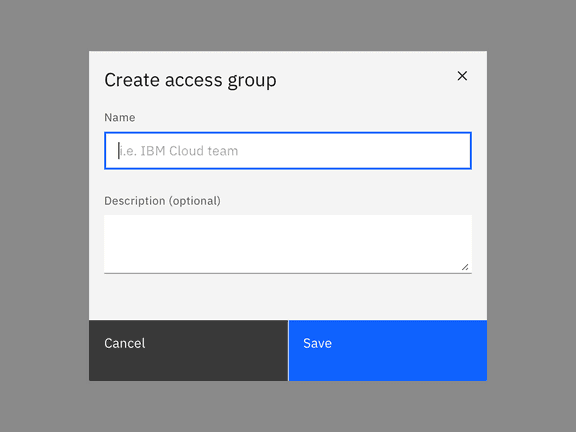 Create access group
Name
i.e. IBM Cloud team
Description (optional)
Cancel
Save